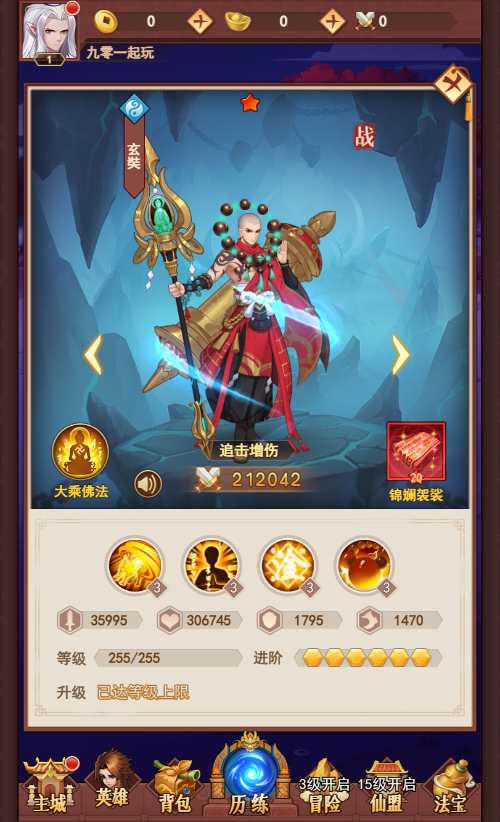 0 0 0
1
九零一起玩
玄奘
战
追击增伤
212042
大乘佛法
2Q
锦斓袈裟
3 3 3 3
35995 306745 1795 1470
等级 255/255 进阶
升级 已达等级上限
3级开启 15级开启
主城 英雄 背包 历练 冒险 仙盟 法宝